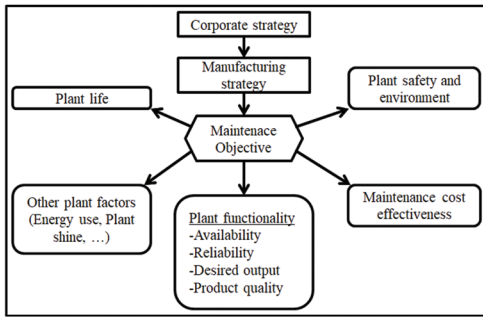 Corporate strategy
Manufacturing
strategy
Plant life
Plant safety and
environment
Maintenace
Objective
Other plant factors
(Energy use, Plant
shine, …)
Plant functionality
-Availability
-Reliability
-Desired output
-Product quality
Maintenance cost
effectiveness